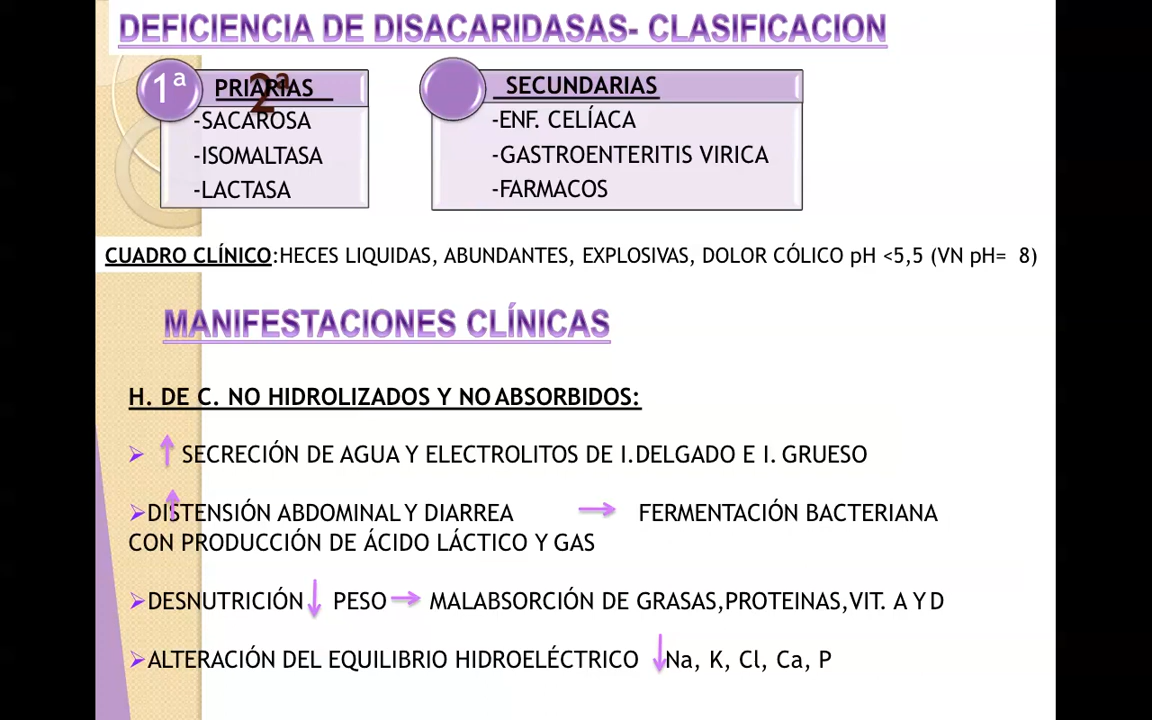 DEFICIENCIA DE DISACARIDASAS- CLASIFICACION
1ª
PRIARIAS
2ª
-SACAROSA
-ISOMALTASA
-LACTASA
SECUNDARIAS
-ENF. CELÍACA
-GASTROENTERITIS VIRICA
-FARMACOS
CUADRO CLÍNICO:HECES LIQUIDAS, ABUNDANTES, EXPLOSIVAS, DOLOR CÓLICO pH <5,5 (VN pH= 8)
MANIFESTACIONES CLÍNICAS
H. DE C. NO HIDROLIZADOS Y NO ABSORBIDOS:
➢ ↑ SECRECIÓN DE AGUA Y ELECTROLITOS DE I.DELGADO E I. GRUESO
➢DISTENSIÓN ABDOMINAL Y DIARREA → FERMENTACIÓN BACTERIANA
CON PRODUCCIÓN DE ÁCIDO LÁCTICO Y GAS
➢DESNUTRICIÓN ↓ PESO → MALABSORCIÓN DE GRASAS,PROTEINAS,VIT. A Y D
➢ALTERACIÓN DEL EQUILIBRIO HIDROELÉCTRICO ↓Na, K, Cl, Ca, P